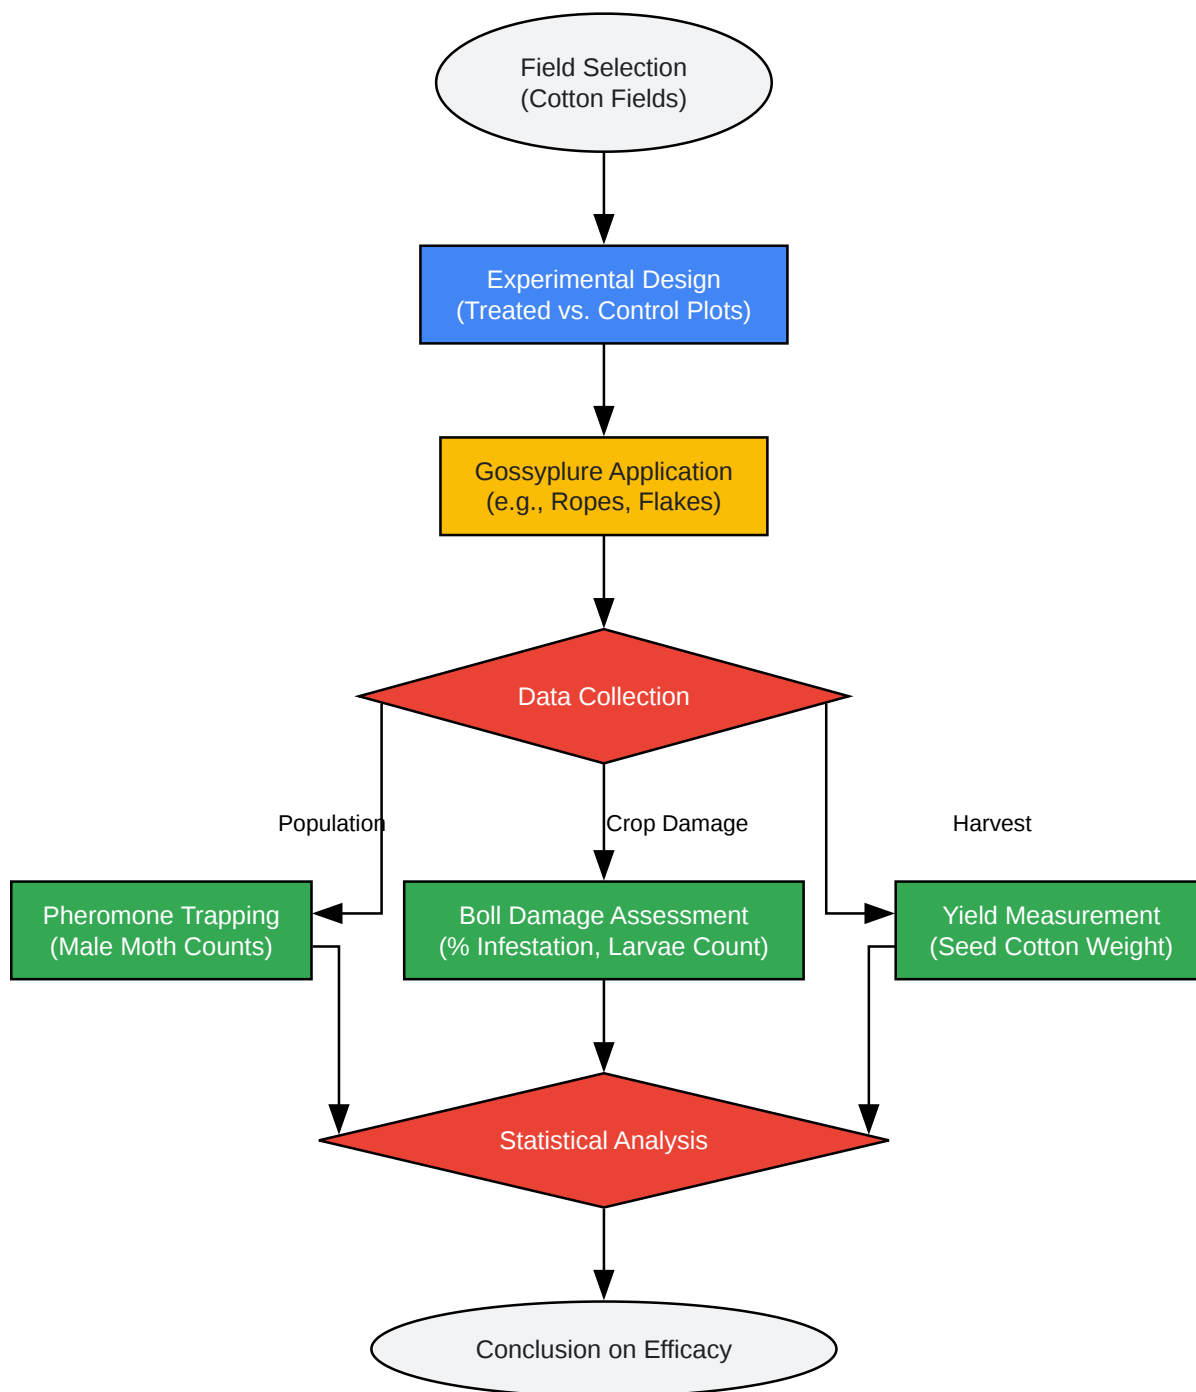 Field Selection
(Cotton Fields)
Experimental Design
(Treated vs. Control Plots)
Gossyplure Application
(e.g., Ropes, Flakes)
Data Collection
Population
Crop Damage
Harvest
Pheromone Trapping
(Male Moth Counts)
Boll Damage Assessment
(% Infestation, Larvae Count)
Yield Measurement
(Seed Cotton Weight)
Statistical Analysis
Conclusion on Efficacy